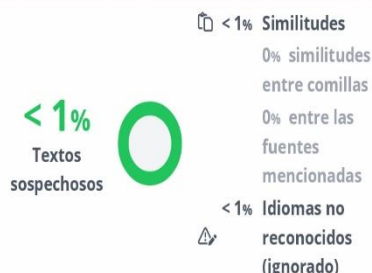 < 1%
Textos
sospechosos
< 1% Similitudes
0% similitudes
entre comillas
0% entre las
fuentes
mencionadas
< 1% Idiomas no
reconocidos
(ignorado)